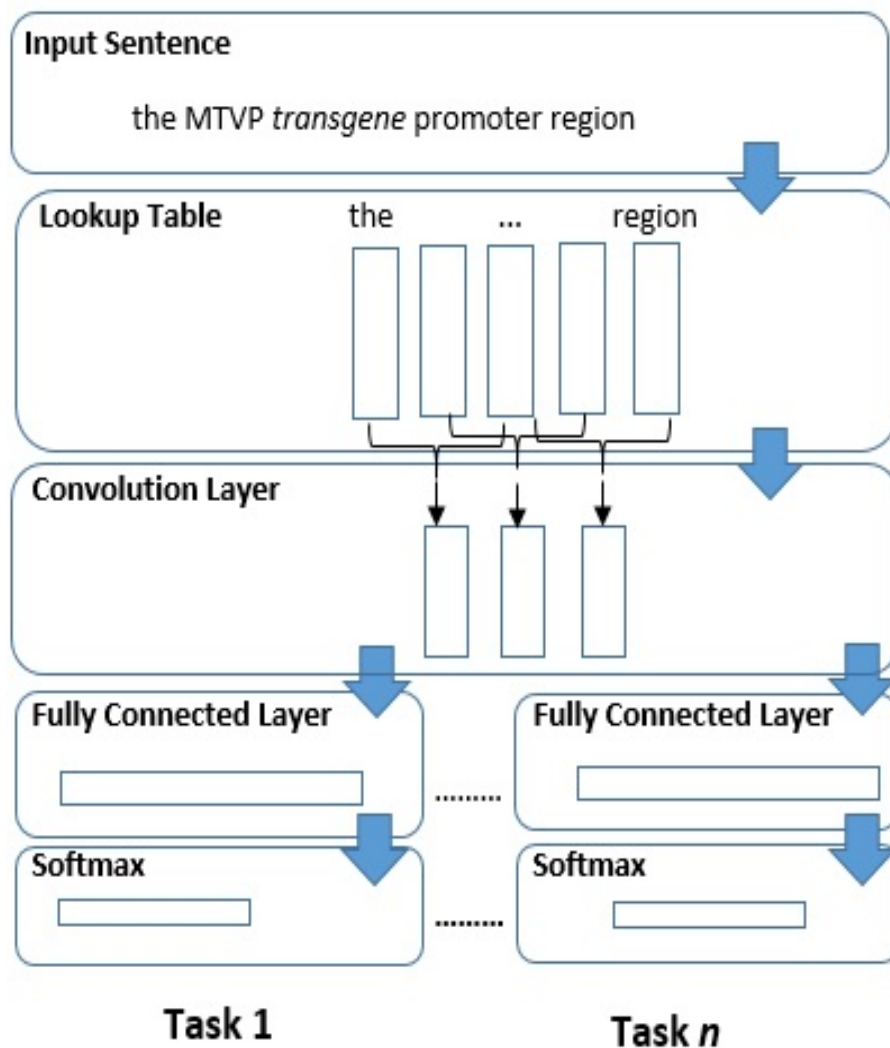 Input Sentence
the MTVP transgene promoter region
Lookup Table
the ... region
Convolution Layer
Fully Connected Layer
Fully Connected Layer
.........
Softmax
Softmax
.........
Task 1
Task n